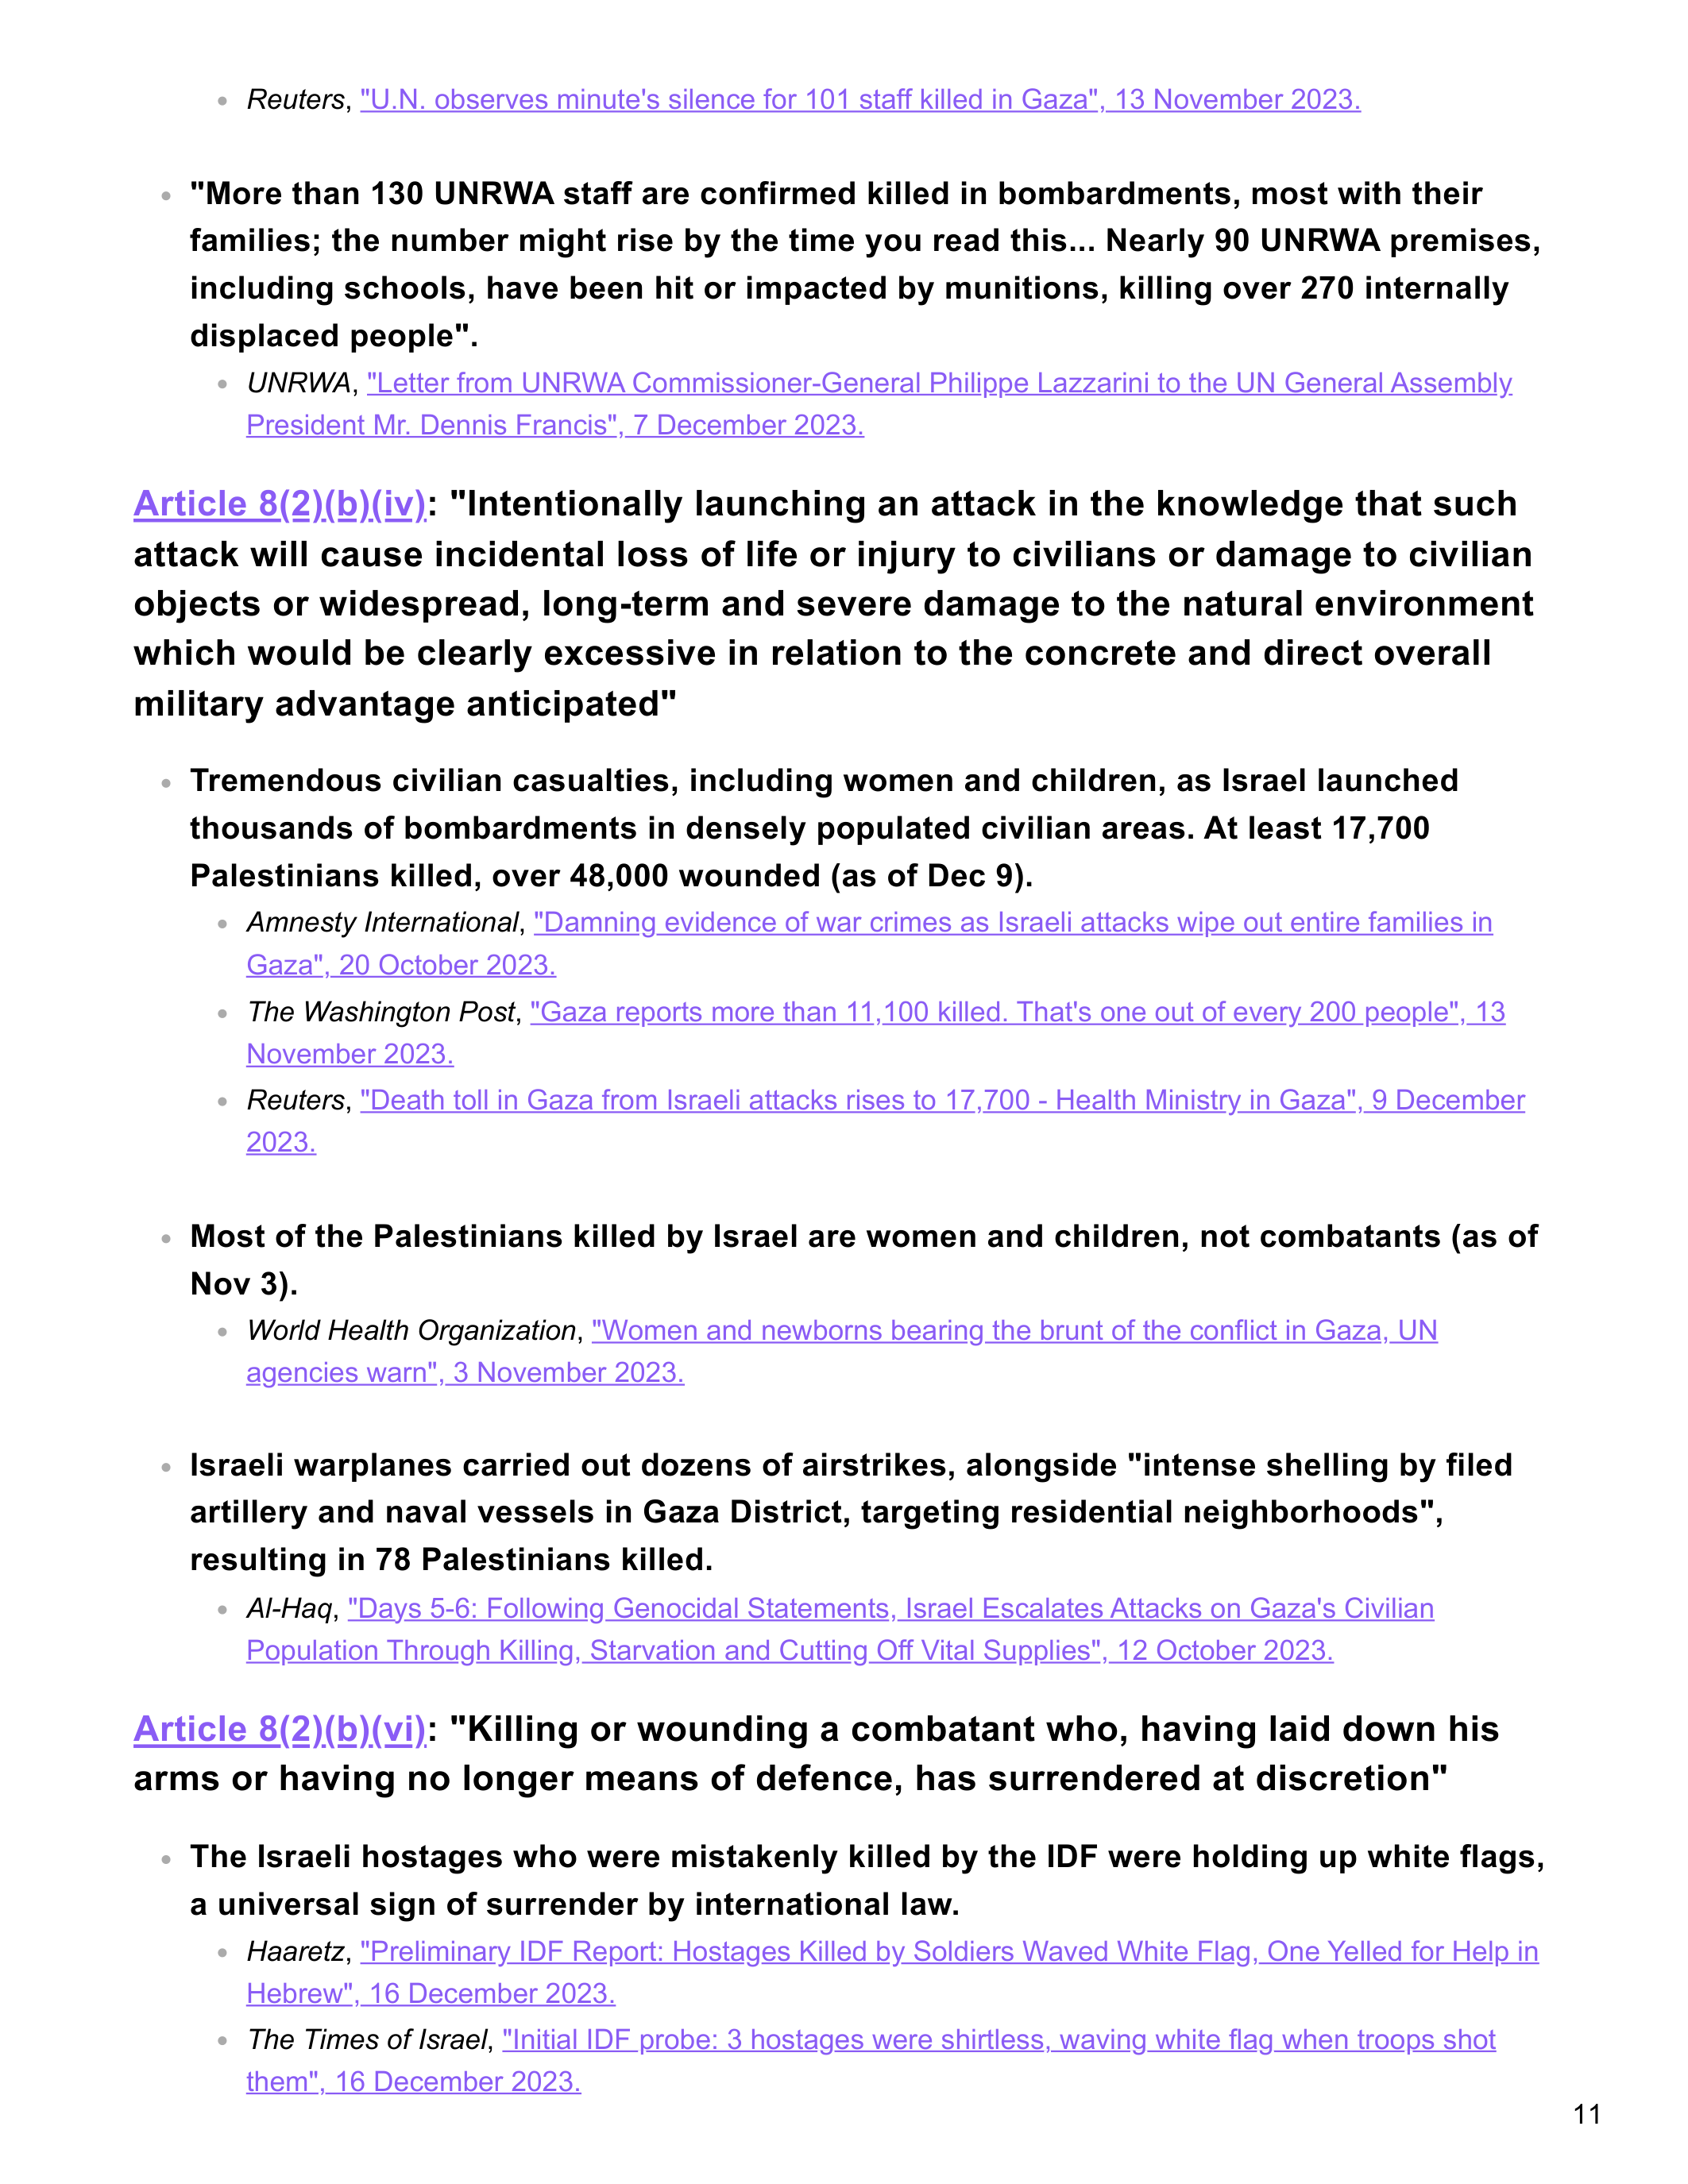 Reuters, "U.N. observes minute's silence for 101 staff killed in Gaza", 13 November 2023.
"More than 130 UNRWA staff are confirmed killed in bombardments, most with their
families; the number might rise by the time you read this... Nearly 90 UNRWA premises,
including schools, have been hit or impacted by munitions, killing over 270 internally
displaced people".
UNRWA, "Letter from UNRWA Commissioner-General Philippe Lazzarini to the UN General Assembly
President Mr. Dennis Francis", 7 December 2023.
Article 8(2)(b)(iv): "Intentionally launching an attack in the knowledge that such
attack will cause incidental loss of life or injury to civilians or damage to civilian
objects or widespread, long-term and severe damage to the natural environment
which would be clearly excessive in relation to the concrete and direct overall
military advantage anticipated"
Tremendous civilian casualties, including women and children, as Israel launched
thousands of bombardments in densely populated civilian areas. At least 17,700
Palestinians killed, over 48,000 wounded (as of Dec 9).
Amnesty International, "Damning evidence of war crimes as Israeli attacks wipe out entire families in
Gaza", 20 October 2023.
The Washington Post, "Gaza reports more than 11,100 killed. That's one out of every 200 people", 13
November 2023.
Reuters, "Death toll in Gaza from Israeli attacks rises to 17,700 - Health Ministry in Gaza", 9 December
2023.
Most of the Palestinians killed by Israel are women and children, not combatants (as of
Nov 3).
World Health Organization, "Women and newborns bearing the brunt of the conflict in Gaza, UN
agencies warn", 3 November 2023.
Israeli warplanes carried out dozens of airstrikes, alongside "intense shelling by filed
artillery and naval vessels in Gaza District, targeting residential neighborhoods",
resulting in 78 Palestinians killed.
Al-Haq, "Days 5-6: Following Genocidal Statements, Israel Escalates Attacks on Gaza's Civilian
Population Through Killing, Starvation and Cutting Off Vital Supplies", 12 October 2023.
Article 8(2)(b)(vi): "Killing or wounding a combatant who, having laid down his
arms or having no longer means of defence, has surrendered at discretion"
The Israeli hostages who were mistakenly killed by the IDF were holding up white flags,
a universal sign of surrender by international law.
Haaretz, "Preliminary IDF Report: Hostages Killed by Soldiers Waved White Flag, One Yelled for Help in
Hebrew", 16 December 2023.
The Times of Israel, "Initial IDF probe: 3 hostages were shirtless, waving white flag when troops shot
them", 16 December 2023.
11